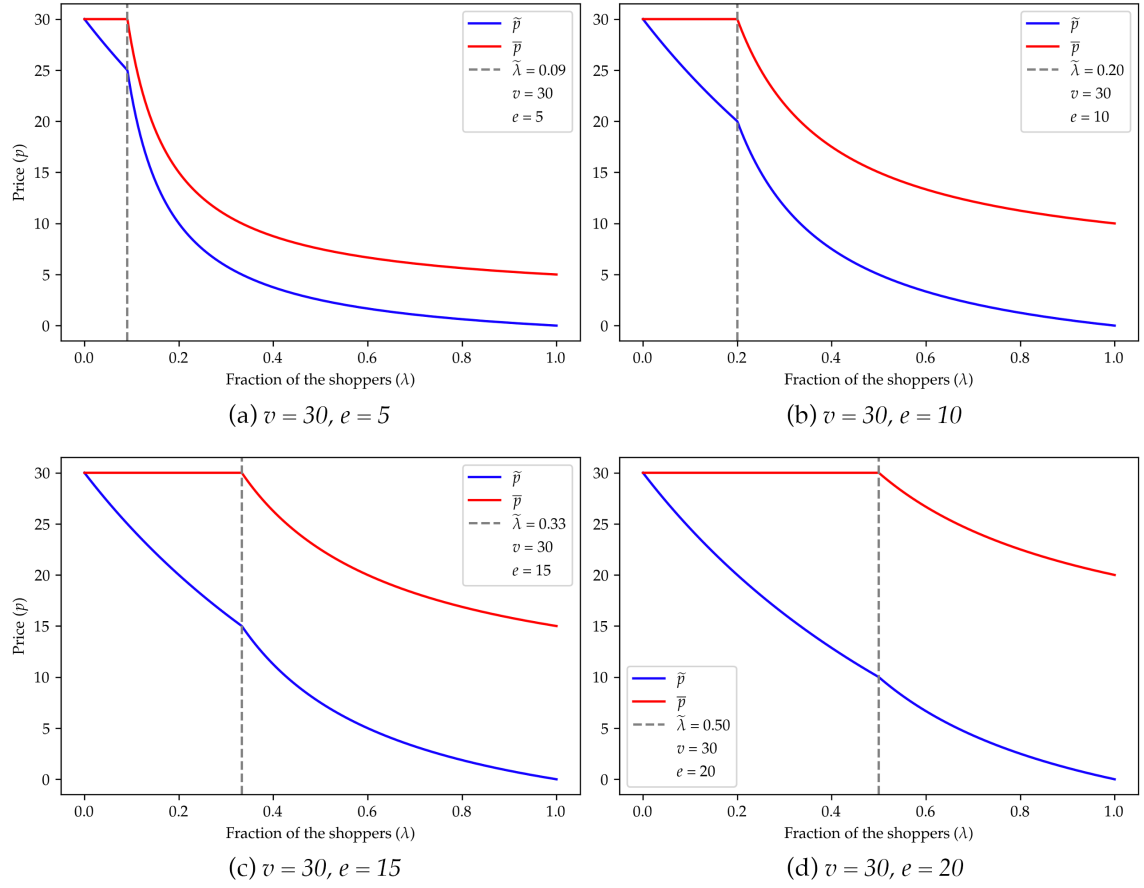 30
25
20
15
10
5
0
Price (p)
0.0 0.2 0.4 0.6 0.8 1.0
Fraction of the shoppers (λ)
p̃
p̅
λ̃ = 0.09
v = 30
e = 5
(a) v = 30, e = 5
30
25
20
15
10
5
0
0.0 0.2 0.4 0.6 0.8 1.0
Fraction of the shoppers (λ)
p̃
p̅
λ̃ = 0.20
v = 30
e = 10
(b) v = 30, e = 10
30
25
20
15
10
5
0
Price (p)
0.0 0.2 0.4 0.6 0.8 1.0
Fraction of the shoppers (λ)
p̃
p̅
λ̃ = 0.33
v = 30
e = 15
(c) v = 30, e = 15
30
25
20
15
10
5
0
0.0 0.2 0.4 0.6 0.8 1.0
Fraction of the shoppers (λ)
p̃
p̅
λ̃ = 0.50
v = 30
e = 20
(d) v = 30, e = 20